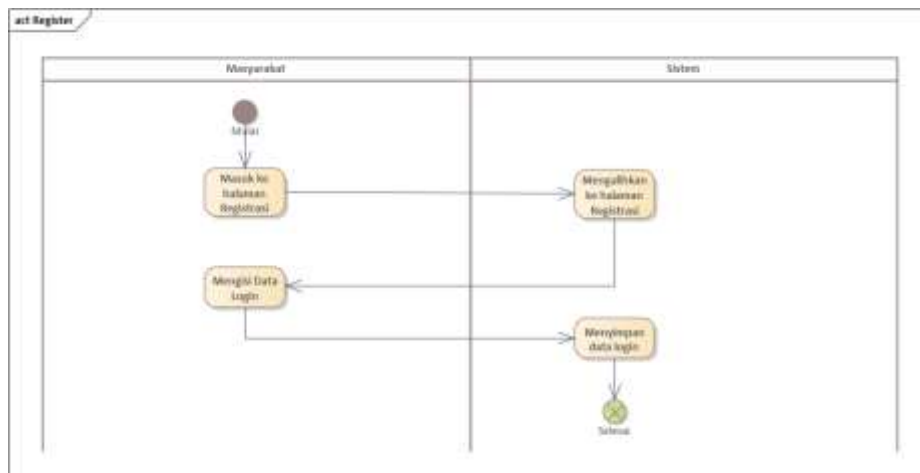 act Register
Masyarakat
Sistem
Mulai
Masuk ke
halaman
Registrasi
Mengalihkan
ke halaman
Registrasi
Mengisi Data
Login
Menyimpan
data login
Selesai